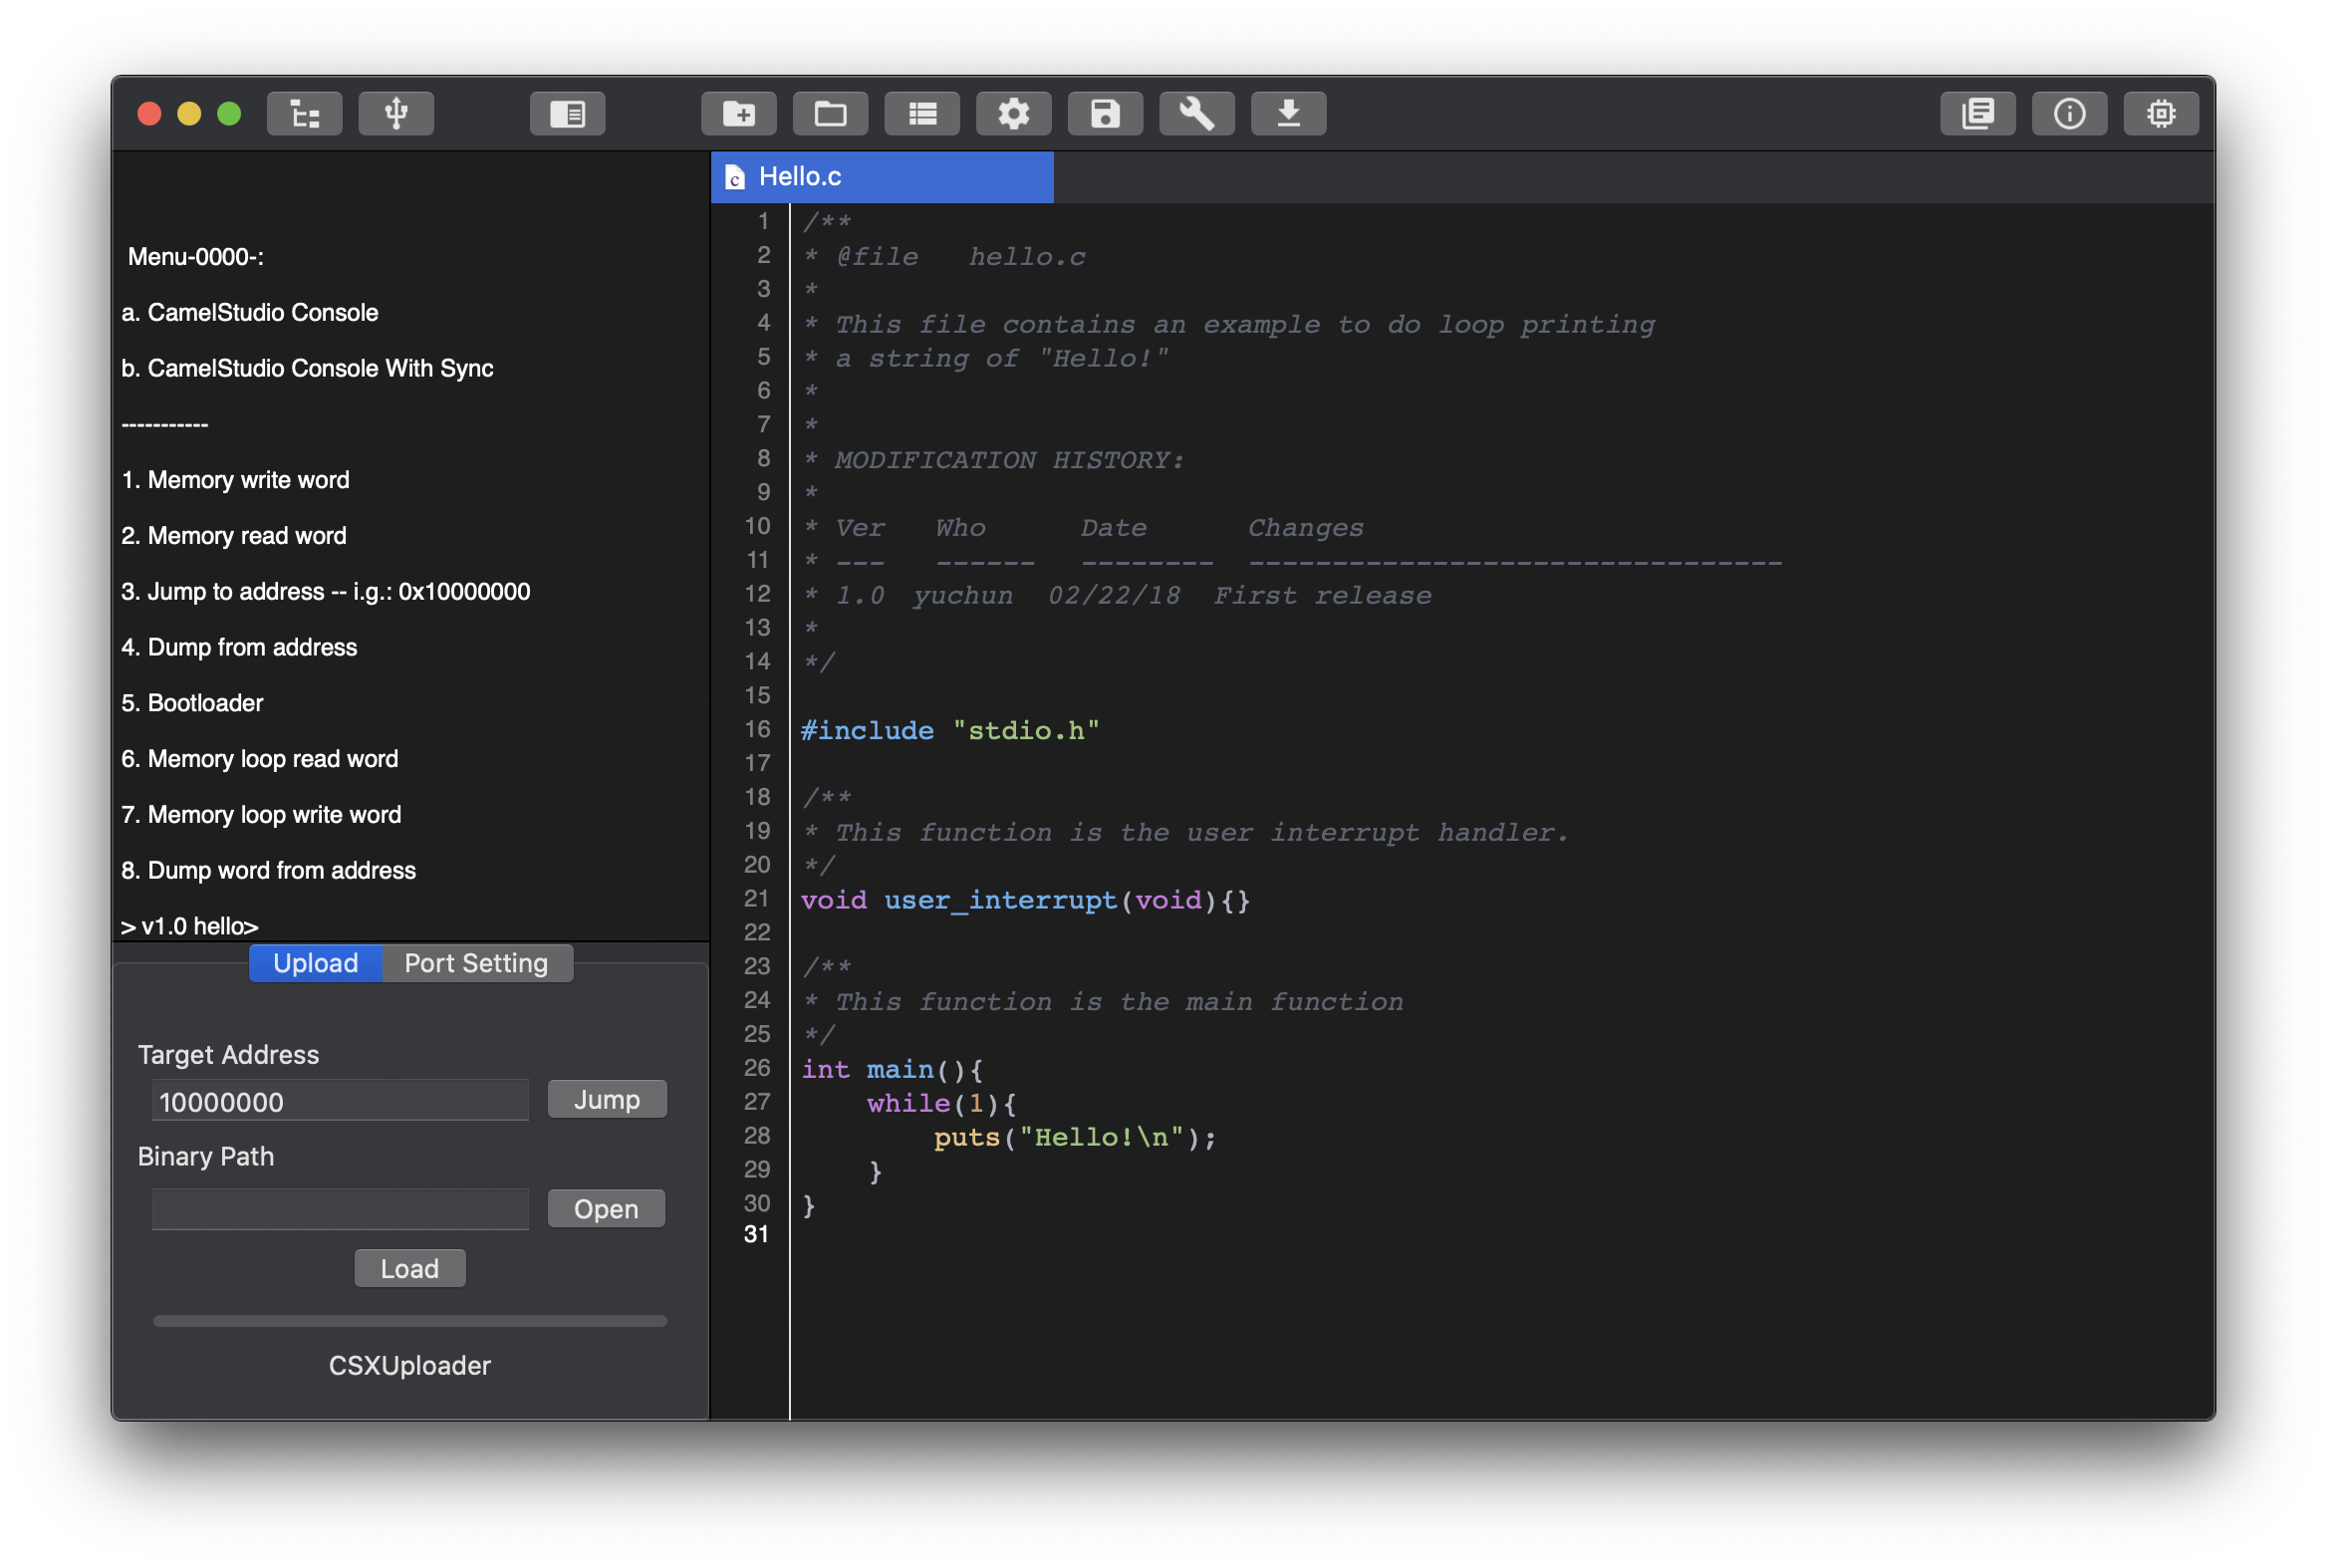 Menu-0000-:
a. CamelStudio Console
b. CamelStudio Console With Sync
-----------
1. Memory write word
2. Memory read word
3. Jump to address -- i.g.: 0x10000000
4. Dump from address
5. Bootloader
6. Memory loop read word
7. Memory loop write word
8. Dump word from address
> v1.0 hello>
Upload
Port Setting
Target Address
10000000
Jump
Binary Path
Open
Load
CSXUploader
c Hello.c
1 /**
2 * @file   hello.c
3 *
4 * This file contains an example to do loop printing
5 * a string of "Hello!"
6 *
7 *
8 * MODIFICATION HISTORY:
9 *
10 * Ver   Who      Date      Changes
11 * ---   ------   --------  --------------------------------
12 * 1.0  yuchun  02/22/18  First release
13 *
14 */
15
16 #include "stdio.h"
17
18 /**
19 * This function is the user interrupt handler.
20 */
21 void user_interrupt(void){}
22
23 /**
24 * This function is the main function
25 */
26 int main(){
27     while(1){
28         puts("Hello!\n");
29     }
30 }
31